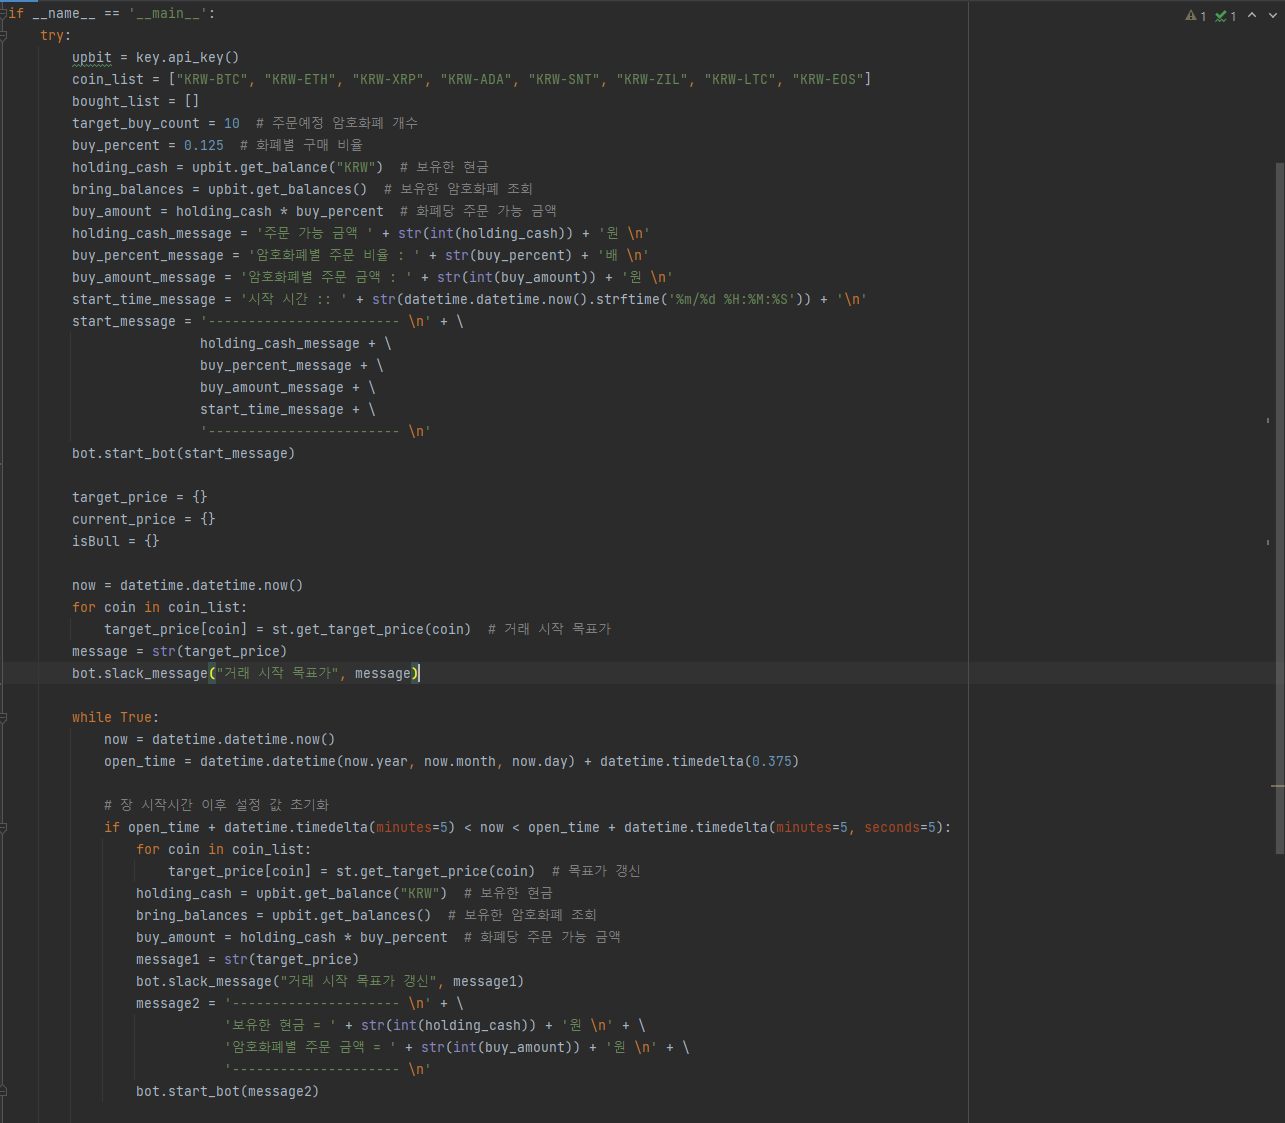 if __name__ == '__main__':
1 1
    try:
        upbit = key.api_key()
        coin_list = ["KRW-BTC", "KRW-ETH", "KRW-XRP", "KRW-ADA", "KRW-SNT", "KRW-ZIL", "KRW-LTC", "KRW-EOS"]
        bought_list = []
        target_buy_count = 10  # 주문예정 암호화폐 개수
        buy_percent = 0.125  # 화폐별 구매 비율
        holding_cash = upbit.get_balance("KRW")  # 보유한 현금
        bring_balances = upbit.get_balances()  # 보유한 암호화폐 조회
        buy_amount = holding_cash * buy_percent  # 화폐당 주문 가능 금액
        holding_cash_message = '주문 가능 금액 ' + str(int(holding_cash)) + '원 \n'
        buy_percent_message = '암호화폐별 주문 비율 : ' + str(buy_percent) + '배 \n'
        buy_amount_message = '암호화폐별 주문 금액 : ' + str(int(buy_amount)) + '원 \n'
        start_time_message = '시작 시간 :: ' + str(datetime.datetime.now().strftime('%m/%d %H:%M:%S')) + '\n'
        start_message = '------------------------ \n' + \
                        holding_cash_message + \
                        buy_percent_message + \
                        buy_amount_message + \
                        start_time_message + \
                        '------------------------ \n'
        bot.start_bot(start_message)

        target_price = {}
        current_price = {}
        isBull = {}

        now = datetime.datetime.now()
        for coin in coin_list:
            target_price[coin] = st.get_target_price(coin)  # 거래 시작 목표가
        message = str(target_price)
        bot.slack_message("거래 시작 목표가", message)

        while True:
            now = datetime.datetime.now()
            open_time = datetime.datetime(now.year, now.month, now.day) + datetime.timedelta(0.375)

            # 장 시작시간 이후 설정 값 초기화
            if open_time + datetime.timedelta(minutes=5) < now < open_time + datetime.timedelta(minutes=5, seconds=5):
                for coin in coin_list:
                    target_price[coin] = st.get_target_price(coin)  # 목표가 갱신
                holding_cash = upbit.get_balance("KRW")  # 보유한 현금
                bring_balances = upbit.get_balances()  # 보유한 암호화폐 조회
                buy_amount = holding_cash * buy_percent  # 화폐당 주문 가능 금액
                message1 = str(target_price)
                bot.slack_message("거래 시작 목표가 갱신", message1)
                message2 = '--------------------- \n' + \
                           '보유한 현금 = ' + str(int(holding_cash)) + '원 \n' + \
                           '암호화폐별 주문 금액 = ' + str(int(buy_amount)) + '원 \n' + \
                           '--------------------- \n'
                bot.start_bot(message2)